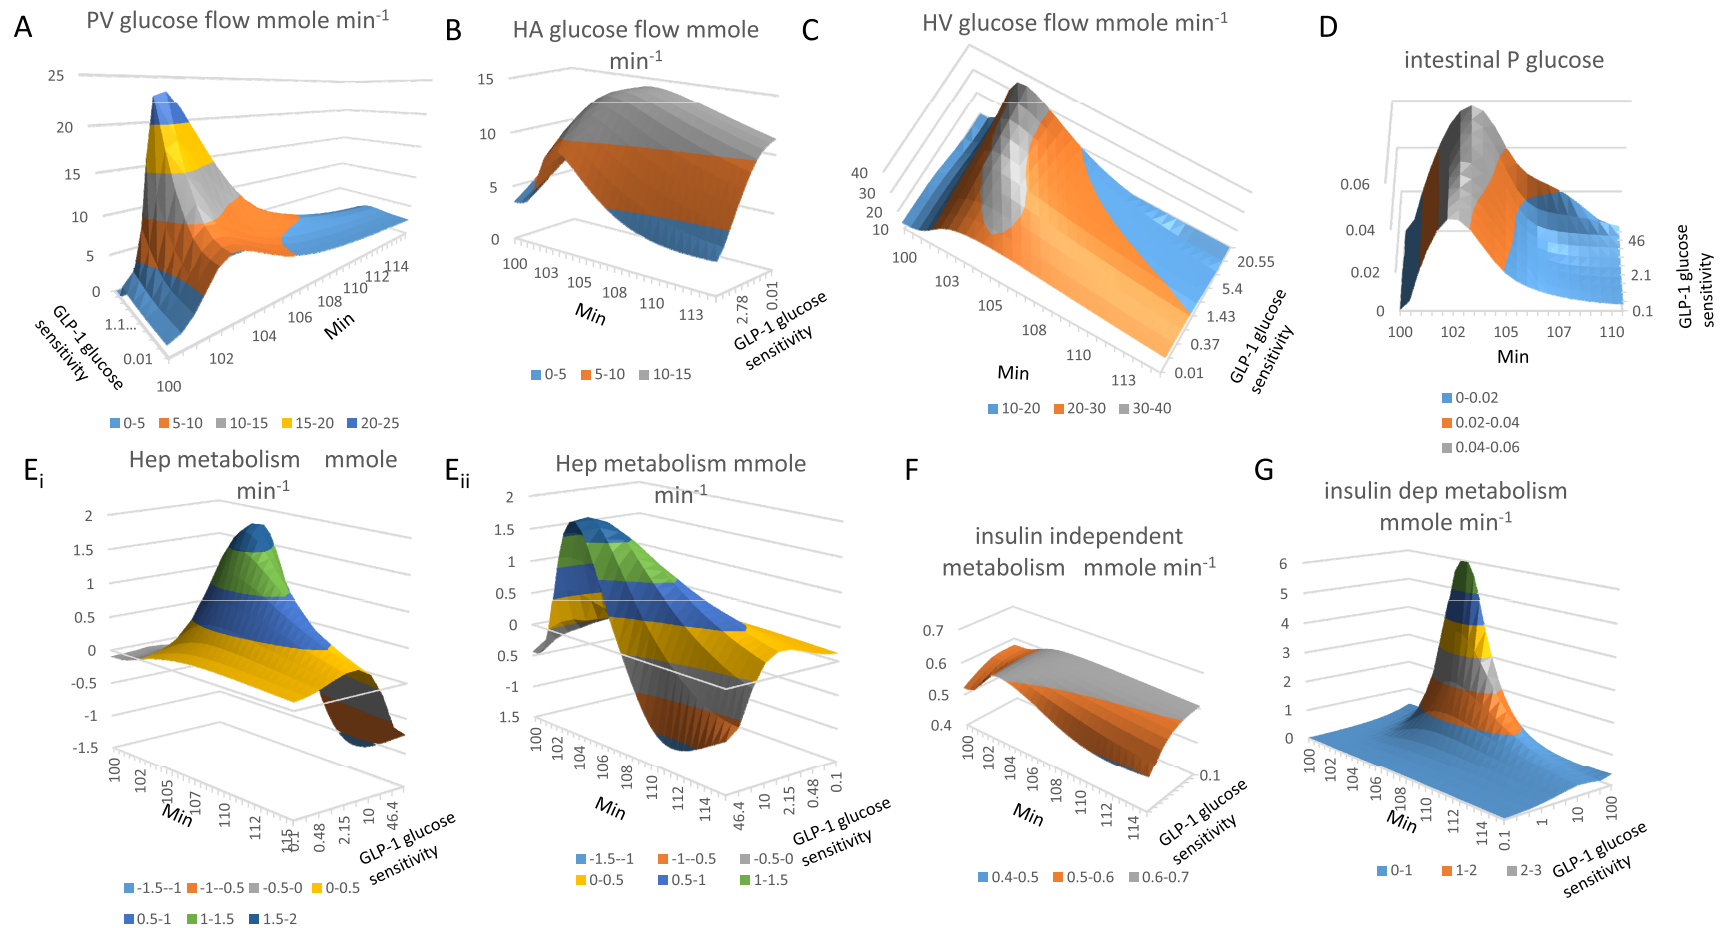 A
PV glucose flow mmole min-1
25
20
15
10
5
0
1.1...
0.01
100
102
104
106
108
110
112
114
GLP-1 glucose
sensitivity
Min
0-5 5-10 10-15 15-20 20-25
B
HA glucose flow mmole
min-1
15
10
5
0
100
103
105
108
110
113
2.78
0.01
Min
GLP-1 glucose
sensitivity
0-5 5-10 10-15
C
HV glucose flow mmole min-1
40
30
20
10
100
103
105
108
110
113
20.55
5.4
1.43
0.37
0.01
Min
GLP-1 glucose
sensitivity
10-20 20-30 30-40
D
intestinal P glucose
0.06
0.04
0.02
0
100 102 105 107 110
46
2.1
0.1
Min
GLP-1 glucose
sensitivity
0-0.02
0.02-0.04
0.04-0.06
Ei
Hep metabolism mmole
min-1
2
1.5
1
0.5
0
-0.5
-1
-1.5
100
102
105
107
110
112
115
0.1
0.48
2.15
10
46.4
Min
GLP-1 glucose
sensitivity
-1.5--1 -1--0.5 -0.5-0 0-0.5
0.5-1 1-1.5 1.5-2
Eii
Hep metabolism mmole
min-1
2
1.5
1
0.5
0
0.5
-1
1.5
100
102
104
106
108
110
112
114
46.4
10
2.15
0.48
0.1
Min
GLP-1 glucose
sensitivity
-1.5--1 -1--0.5 -0.5-0
0-0.5 0.5-1 1-1.5
F
insulin independent
metabolism mmole min-1
0.7
0.6
0.5
0.4
100
102
104
106
108
110
112
114
0.1
Min
GLP-1 glucose
sensitivity
0.4-0.5 0.5-0.6 0.6-0.7
G
insulin dep metabolism
mmole min-1
6
5
4
3
2
1
0
100
102
104
106
108
110
112
114
0.1
1
10
100
Min
GLP-1 glucose
sensitivity
0-1 1-2 2-3